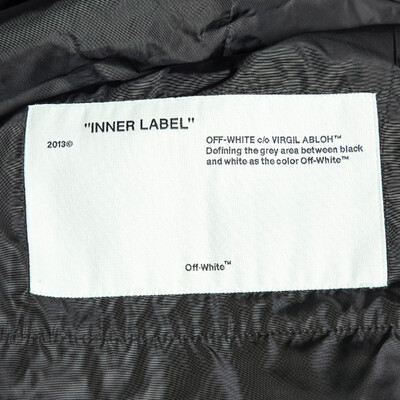 "INNER LABEL"
2013©
OFF-WHITE c/o VIRGIL ABLOH™
Defining the grey area between black
and white as the color Off-White™
Off-White™